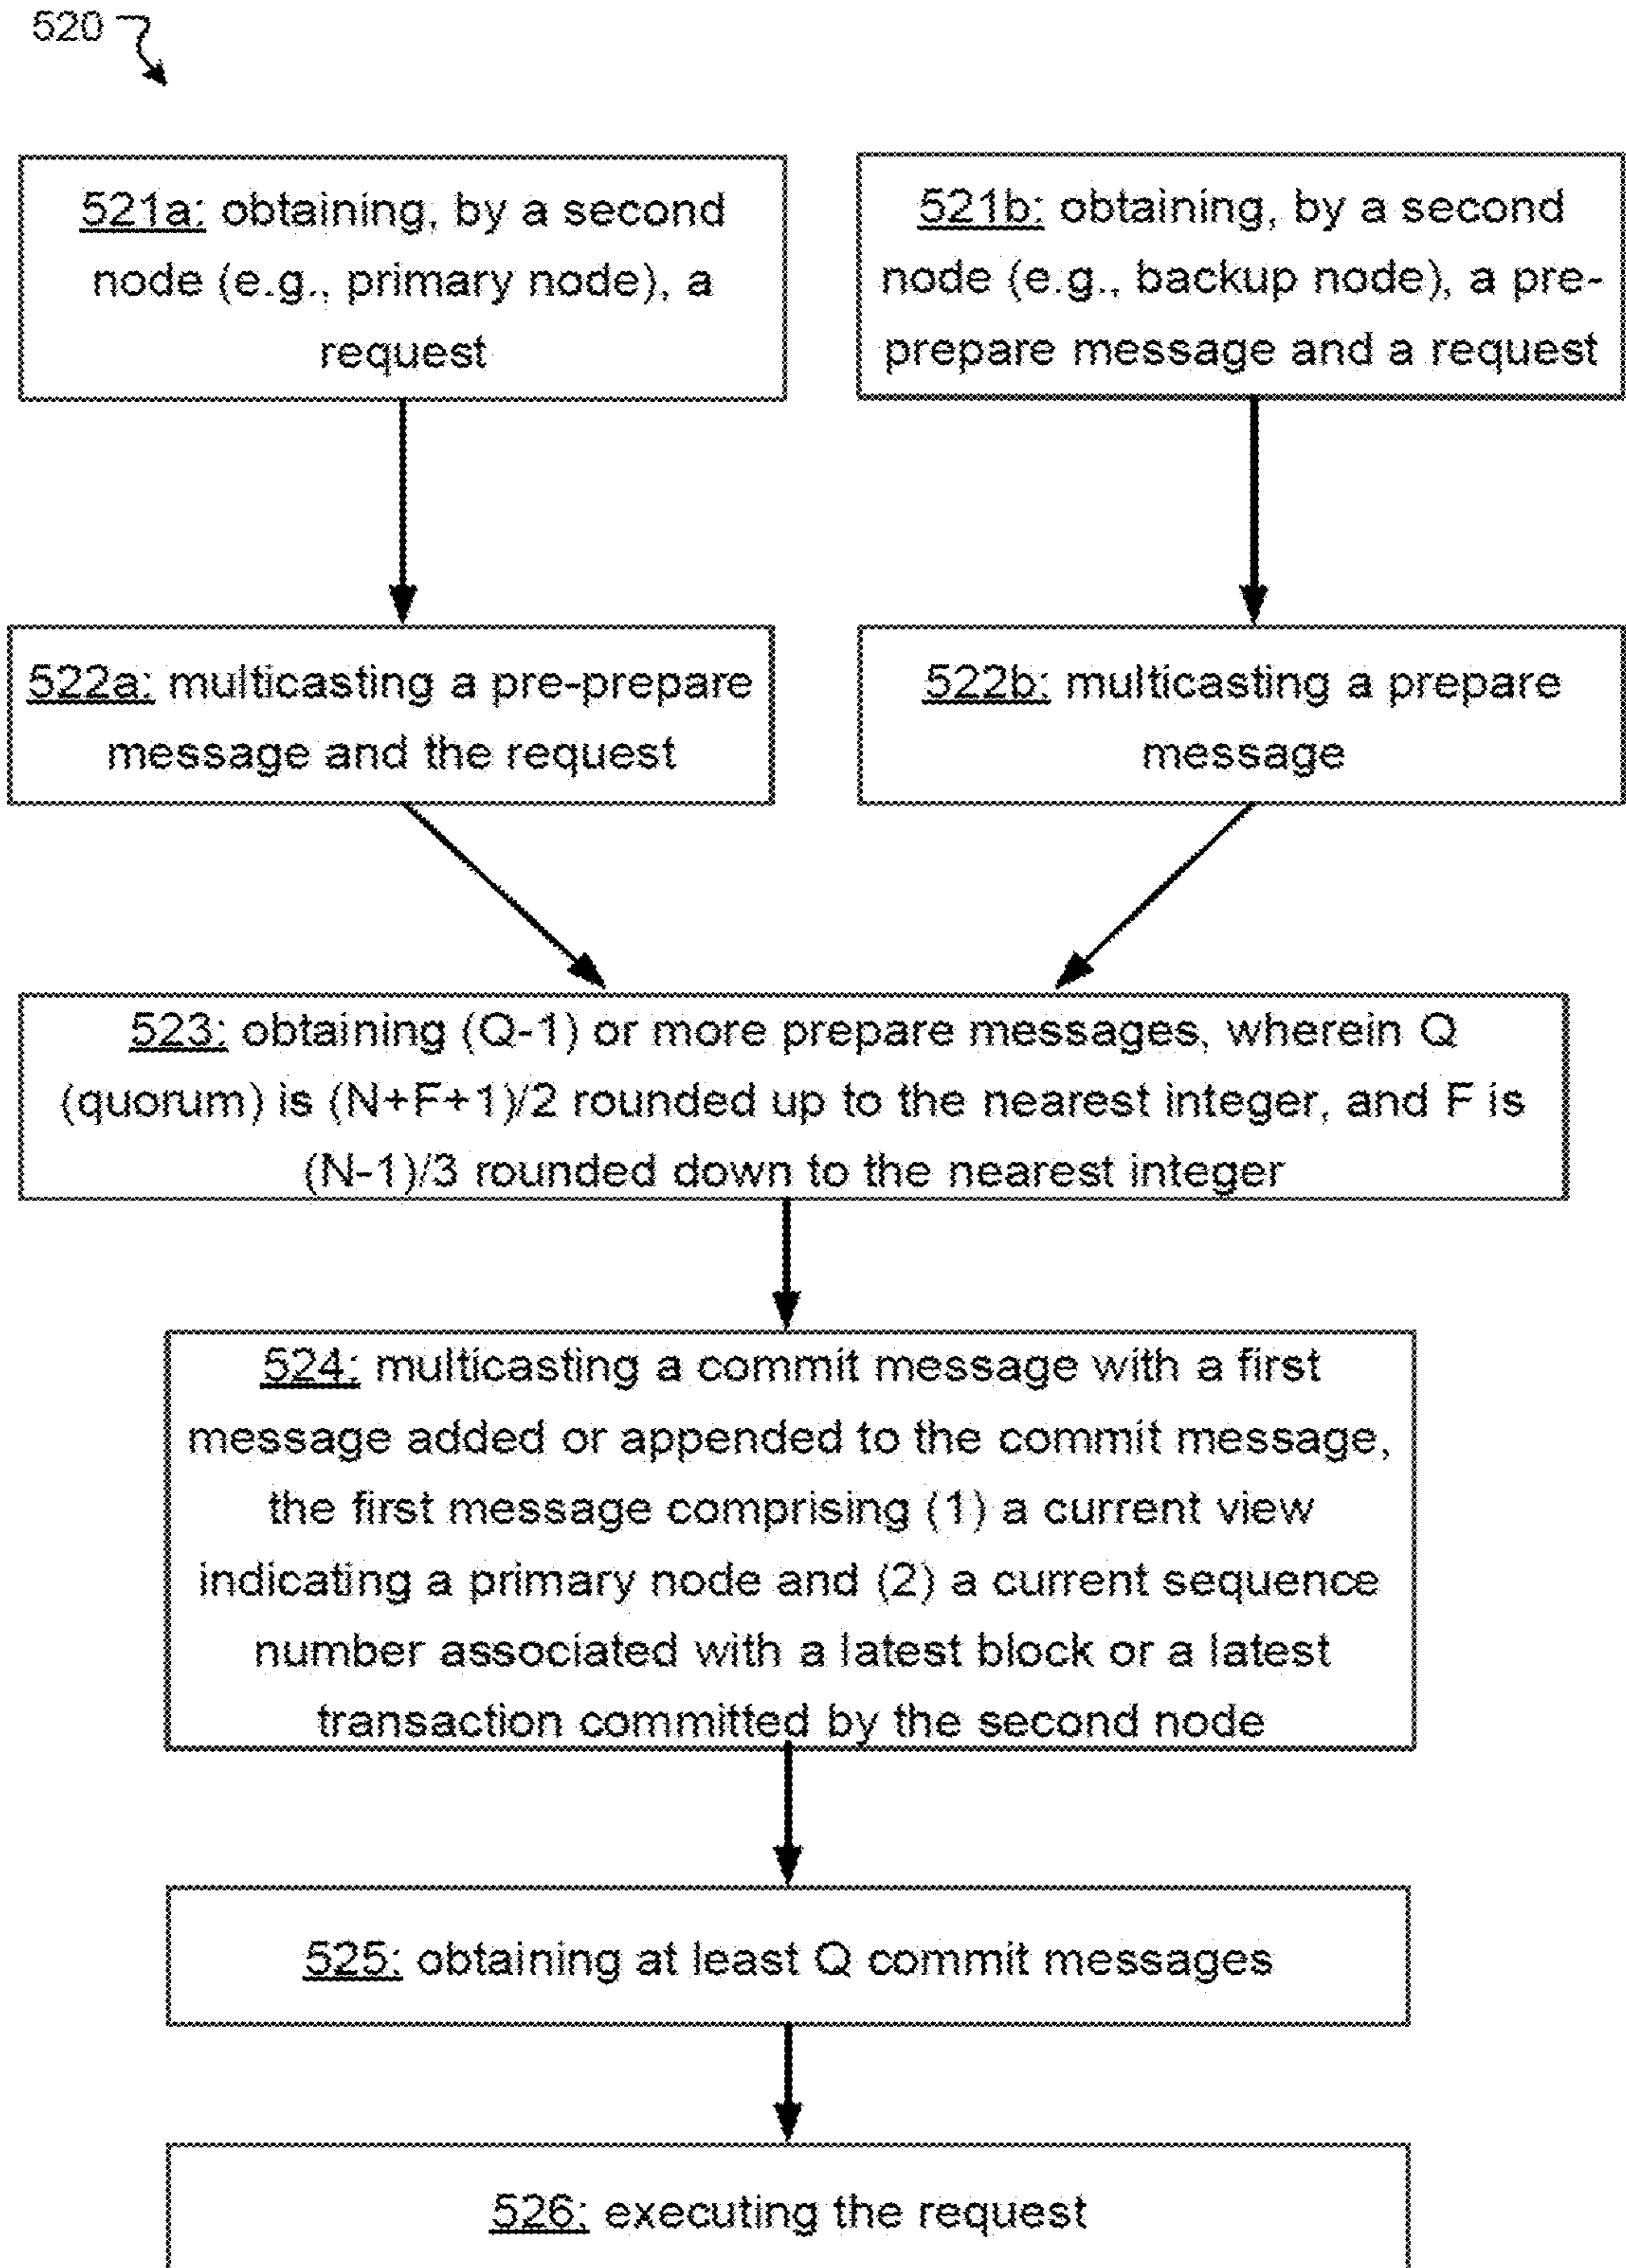 520
521a: obtaining, by a second
node (e.g., primary node), a
request
521b: obtaining, by a second
node (e.g., backup node), a pre-
prepare message and a request
522a: multicasting a pre-prepare
message and the request
522b: multicasting a prepare
message
523: obtaining (Q-1) or more prepare messages, wherein Q
(quorum) is (N+F+1)/2 rounded up to the nearest integer, and F is
(N-1)/3 rounded down to the nearest integer
524: multicasting a commit message with a first
message added or appended to the commit message,
the first message comprising (1) a current view
indicating a primary node and (2) a current sequence
number associated with a latest block or a latest
transaction committed by the second node
525: obtaining at least Q commit messages
526: executing the request